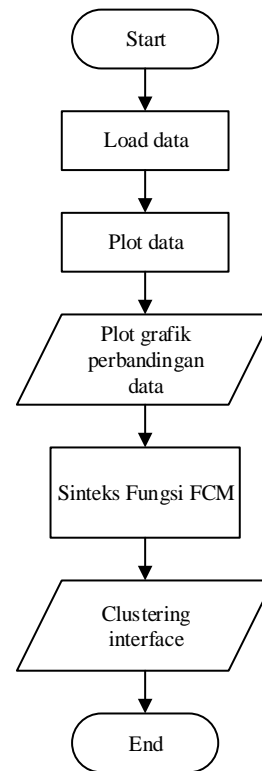 Start
Load data
Plot data
Plot grafik
perbandingan
data
Sinteks Fungsi FCM
Clustering
interface
End